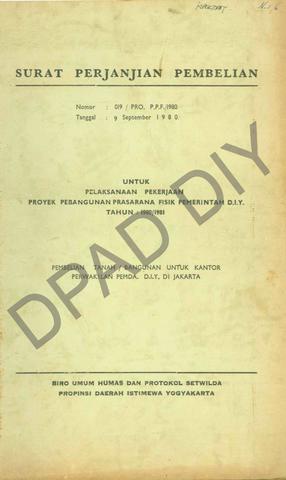 SURAT PERJANJIAN PEMBELIAN
Nomor : 019 / PRO. P.P.F./1980
Tanggal : 9 September 1980
UNTUK
PELAKSANAAN PEKERJAAN
PROYEK PEBANGUNAN PRASARANA FISIK PEMERINTAH D.I.Y.
TAHUN : 1980/1981
PEMBELIAN TANAH / BANGUNAN UNTUK KANTOR
PERWAKILAN PEMDA. D.I.Y. DI JAKARTA
DPAD DIY
BIRO UMUM HUMAS DAN PROTOKOL SETWILDA
PROPINSI DAERAH ISTIMEWA YOGYAKARTA